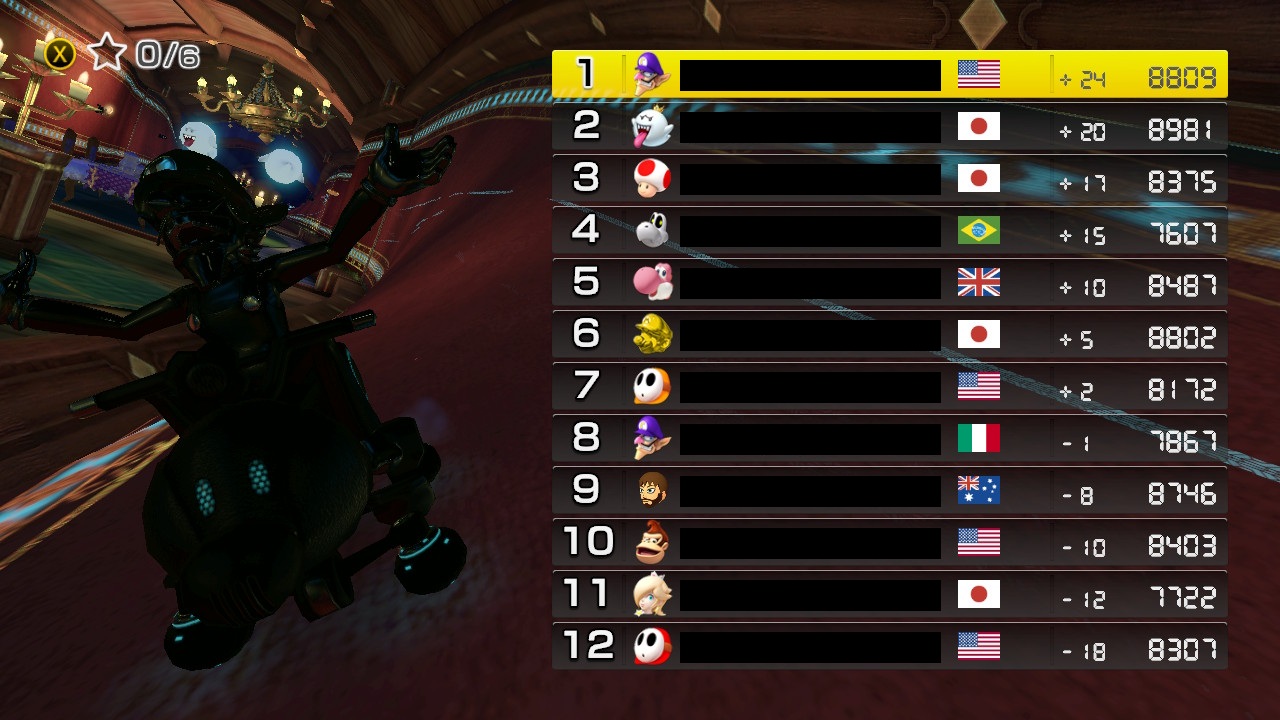 X 0/6
1 + 24 8809
2 + 20 8981
3 + 17 8375
4 + 15 7607
5 + 10 8487
6 + 5 8802
7 + 2 8172
8 - 1 7867
9 - 8 8746
10 - 10 8403
11 - 12 7722
12 - 18 8307